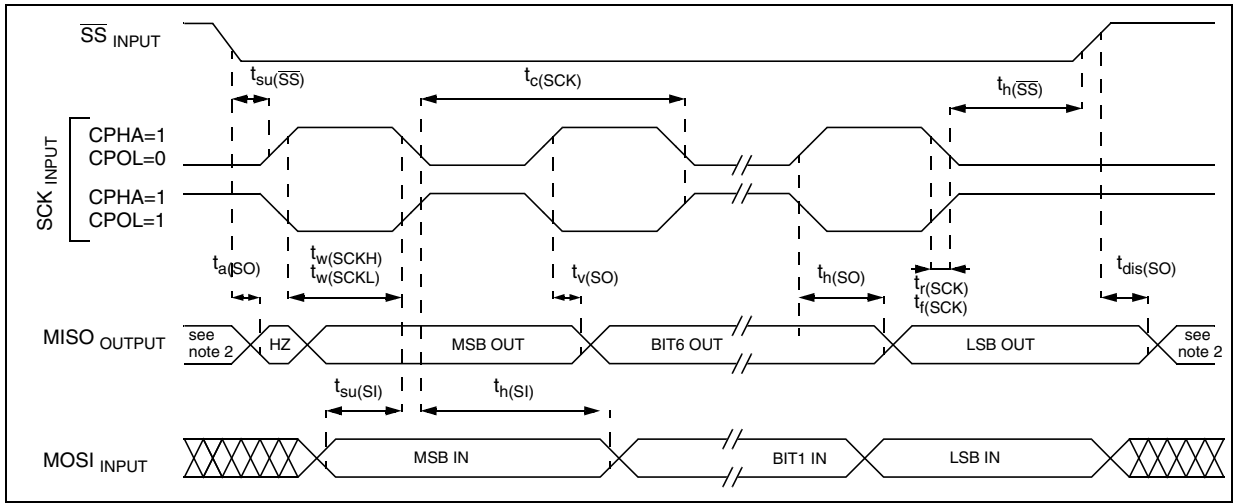 SS INPUT
tsu(SS)
tc(SCK)
th(SS)
SCK INPUT
CPHA=1
CPOL=0
CPHA=1
CPOL=1
ta(SO)
tw(SCKH)
tw(SCKL)
tv(SO)
th(SO)
tr(SCK)
tf(SCK)
tdis(SO)
MISO OUTPUT
see note 2
HZ
MSB OUT
BIT6 OUT
LSB OUT
see note 2
tsu(SI)
th(SI)
MOSI INPUT
MSB IN
BIT1 IN
LSB IN